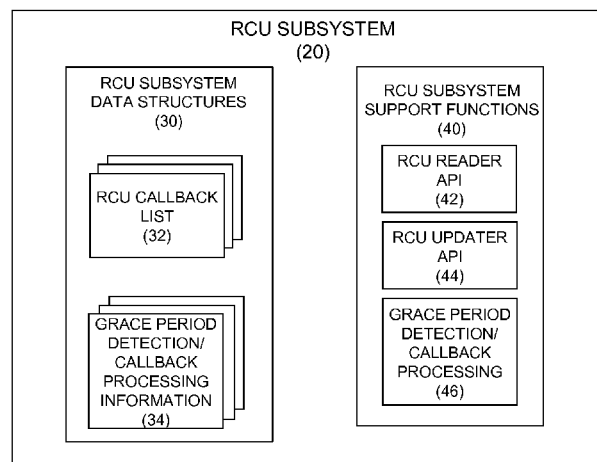 RCU SUBSYSTEM
(20)
RCU SUBSYSTEM
DATA STRUCTURES
(30)
RCU CALLBACK
LIST
(32)
GRACE PERIOD
DETECTION/
CALLBACK
PROCESSING
INFORMATION
(34)
RCU SUBSYSTEM
SUPPORT FUNCTIONS
(40)
RCU READER
API
(42)
RCU UPDATER
API
(44)
GRACE PERIOD
DETECTION/
CALLBACK
PROCESSING
(46)